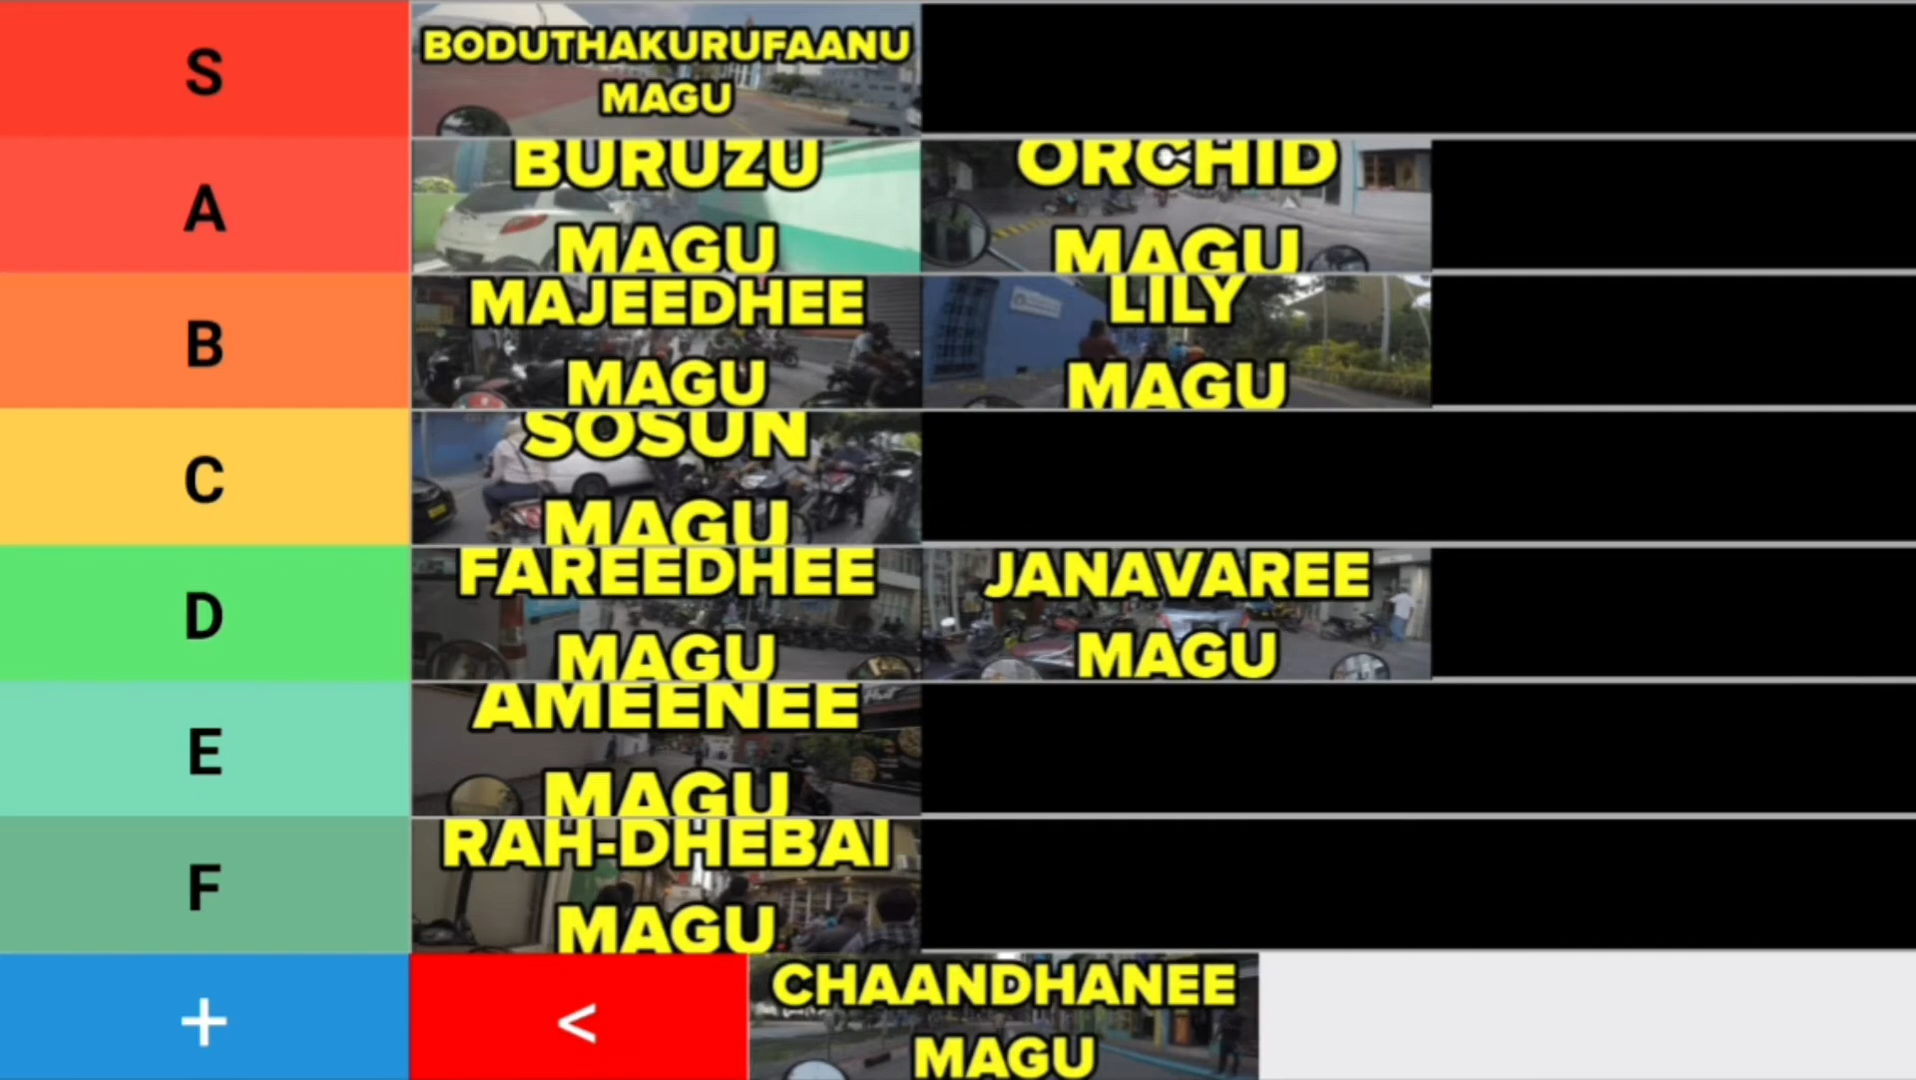 S
BODUTHAKURUFAANU
MAGU
A
BURUZU
MAGU
ORCHID
MAGU
B
MAJEEDHEE
MAGU
LILY
MAGU
C
SOSUN
MAGU
D
FAREEDHEE
MAGU
JANAVAREE
MAGU
E
AMEENEE
MAGU
F
RAH-DHEBAI
MAGU
+
<
CHAANDHANEE
MAGU